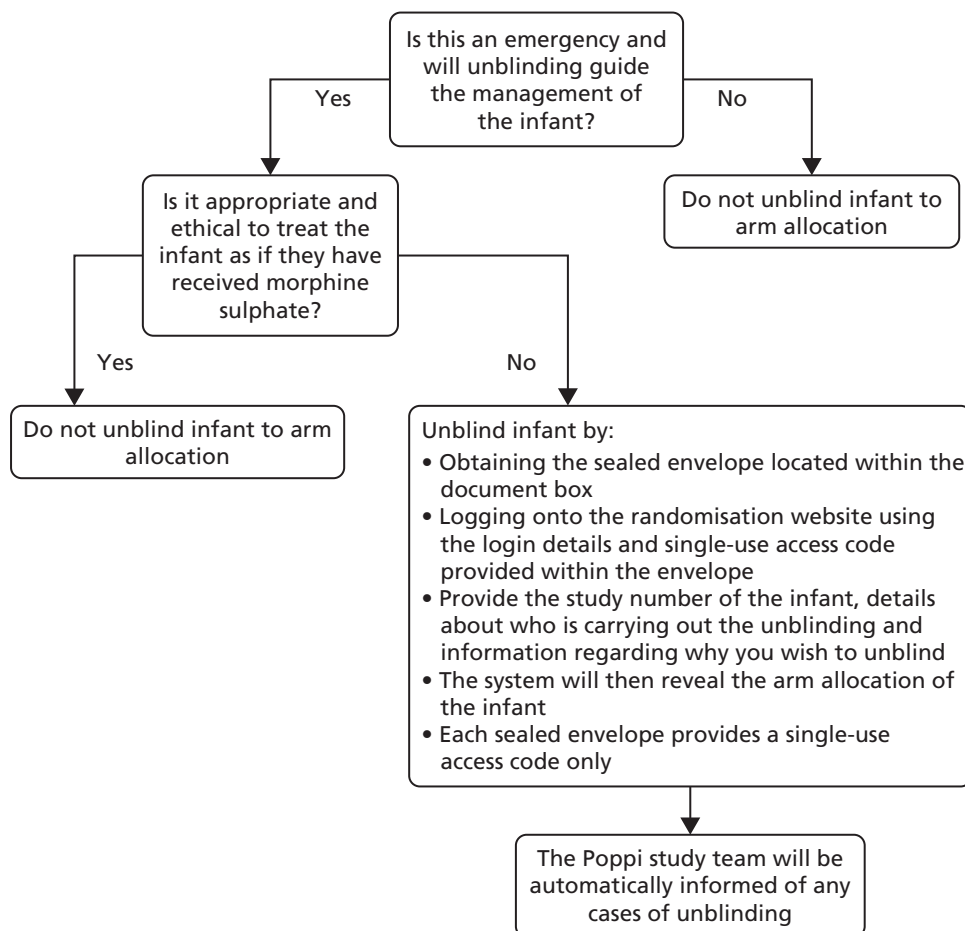 Is this an emergency and
will unblinding guide
the management of
the infant?
Yes
No
Is it appropriate and
ethical to treat the
infant as if they have
received morphine
sulphate?
Do not unblind infant to
arm allocation
Yes
No
Do not unblind infant to arm
allocation
Unblind infant by:
• Obtaining the sealed envelope located within the
document box
• Logging onto the randomisation website using
the login details and single-use access code
provided within the envelope
• Provide the study number of the infant, details
about who is carrying out the unblinding and
information regarding why you wish to unblind
• The system will then reveal the arm allocation of
the infant
• Each sealed envelope provides a single-use
access code only
The Poppi study team will be
automatically informed of any
cases of unblinding